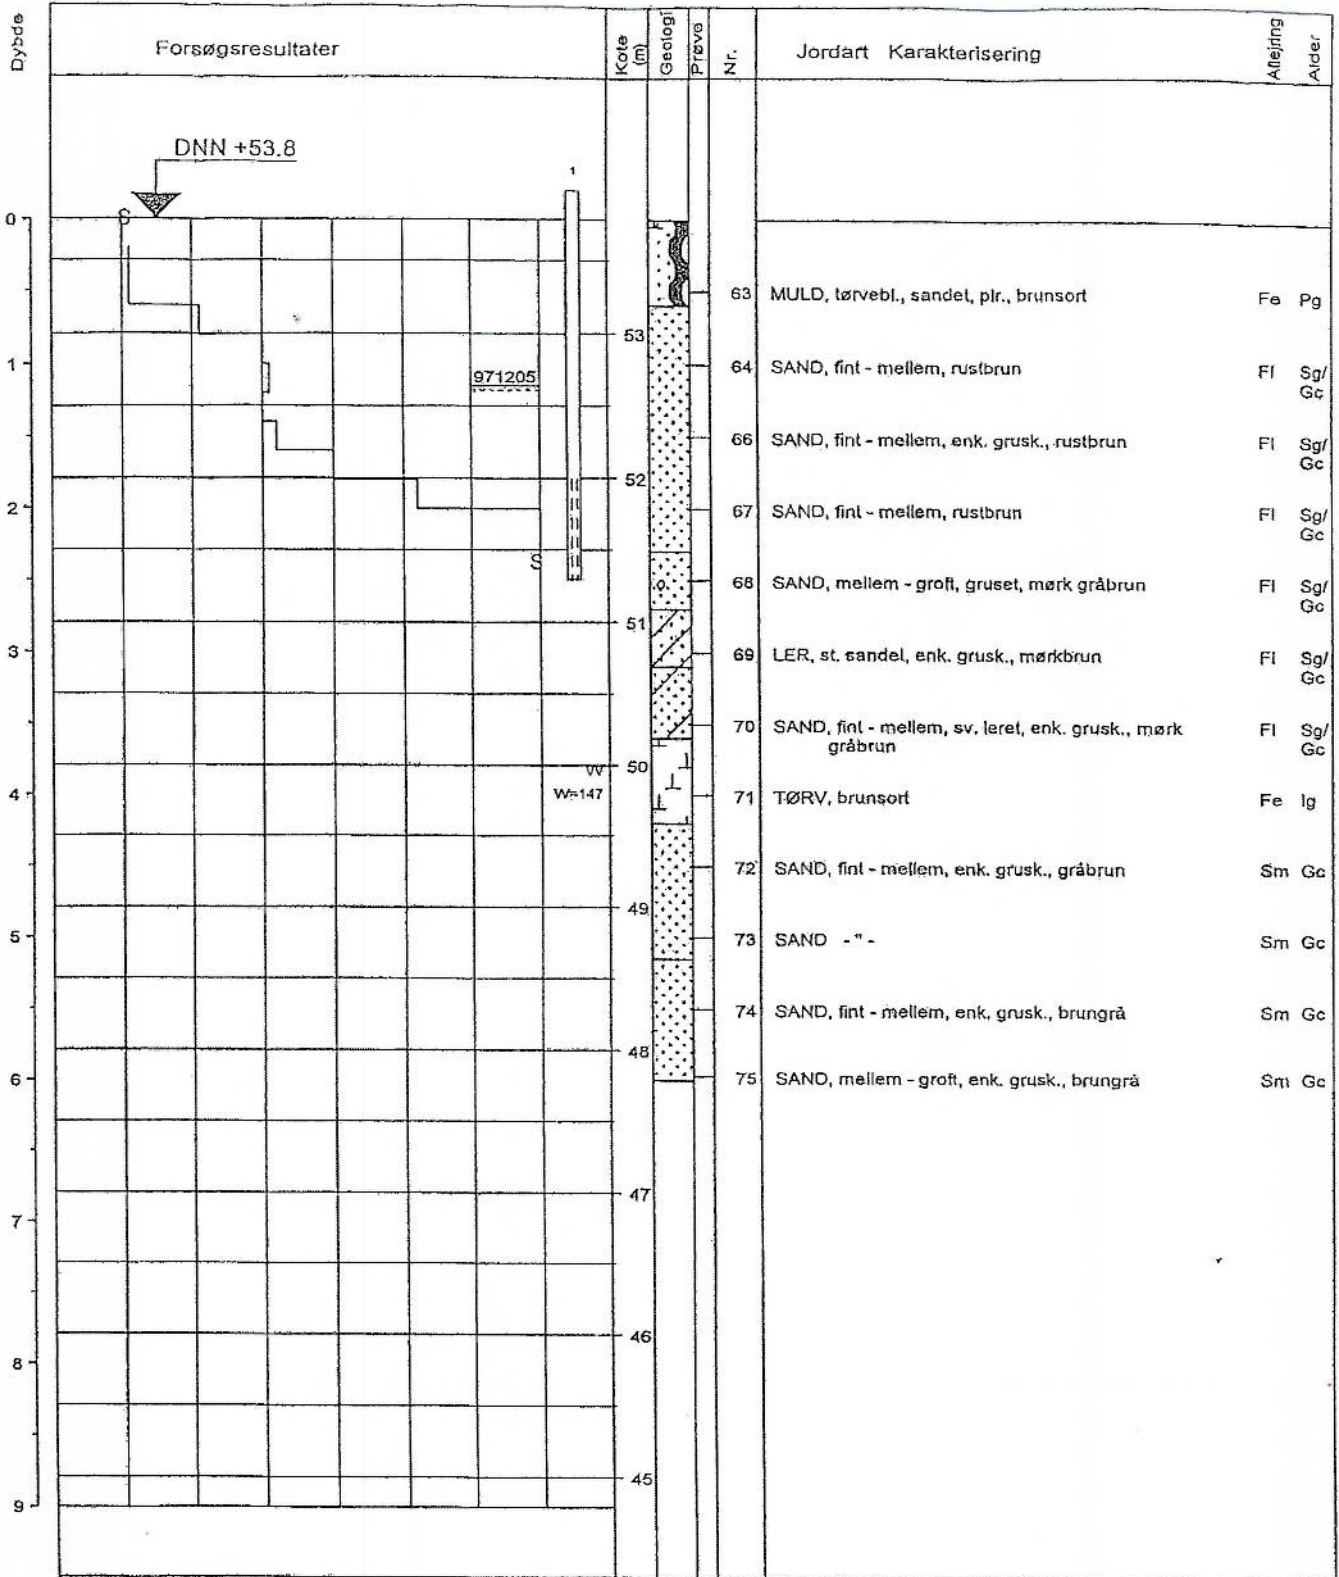 Dybde
Forsøgsresultater
Kote (m)
Geologi
Prøve
Nr.
Jordart Karakterisering
Aflejring
Alder
DNN +53.8
1
S
0
63 MULD, tørvebl., sandet, plr., brunsort Fe Pg
53
1
971205
64 SAND, fint - mellem, rustbrun Fl Sg/
Gc
66 SAND, fint - mellem, enk. grusk., rustbrun Fl Sg/
Gc
52
2
67 SAND, fint - mellem, rustbrun Fl Sg/
Gc
S
68 SAND, mellem - groft, gruset, mørk gråbrun Fl Sg/
Gc
51
3
69 LER, st. sandet, enk. grusk., mørkbrun Fl Sg/
Gc
70 SAND, fint - mellem, sv. leret, enk. grusk., mørk Fl Sg/
gråbrun Gc
W
50
4
W=147
71 TØRV, brunsort Fe Ig
72 SAND, fint - mellem, enk. grusk., gråbrun Sm Gc
49
5
73 SAND - " - Sm Gc
74 SAND, fint - mellem, enk. grusk., brungrå Sm Gc
48
6
75 SAND, mellem - groft, enk. grusk., brungrå Sm Gc
47
7
46
8
45
9